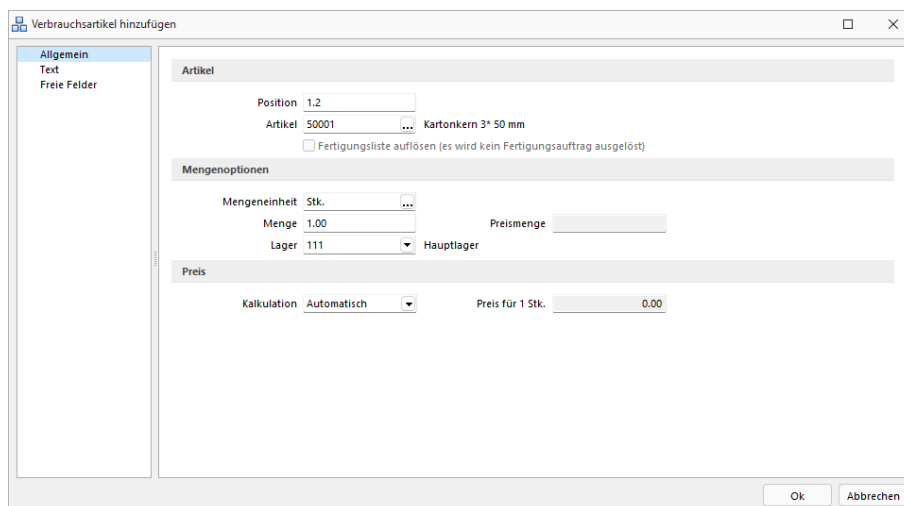 Verbrauchsartikel hinzufügen
Allgemein
Text
Freie Felder
Artikel
Position 1.2
Artikel 50001 ... Kartonkern 3* 50 mm
Fertigungsliste auflösen (es wird kein Fertigungsauftrag ausgelöst)
Mengenoptionen
Mengeneinheit Stk. ...
Menge 1.00 Preismenge
Lager 111 Hauptlager
Preis
Kalkulation Automatisch Preis für 1 Stk. 0.00
Ok Abbrechen